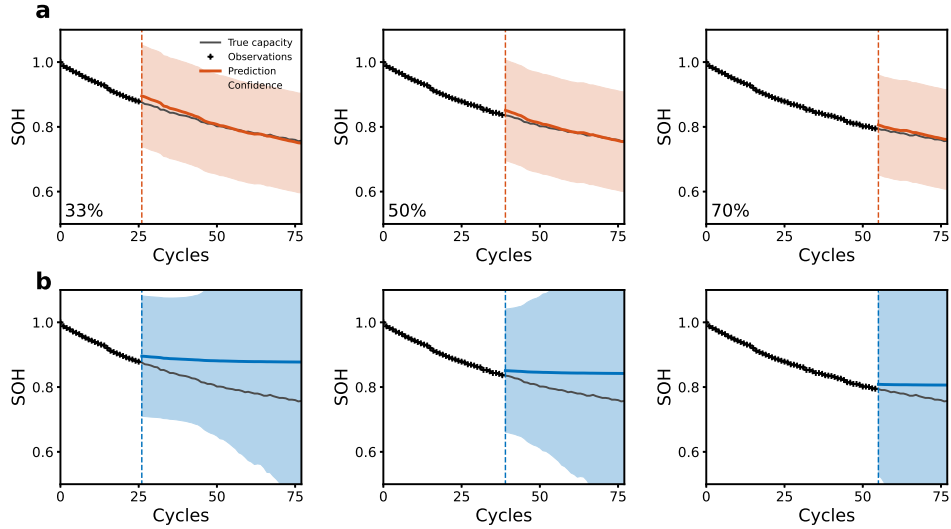 a
True capacity
Observations
Prediction
Confidence
1.0
0.8
0.6
SOH
33%
0 25 50 75
Cycles
1.0
0.8
0.6
SOH
50%
0 25 50 75
Cycles
1.0
0.8
0.6
SOH
70%
0 25 50 75
Cycles
b
1.0
0.8
0.6
SOH
0 25 50 75
Cycles
1.0
0.8
0.6
SOH
0 25 50 75
Cycles
1.0
0.8
0.6
SOH
0 25 50 75
Cycles